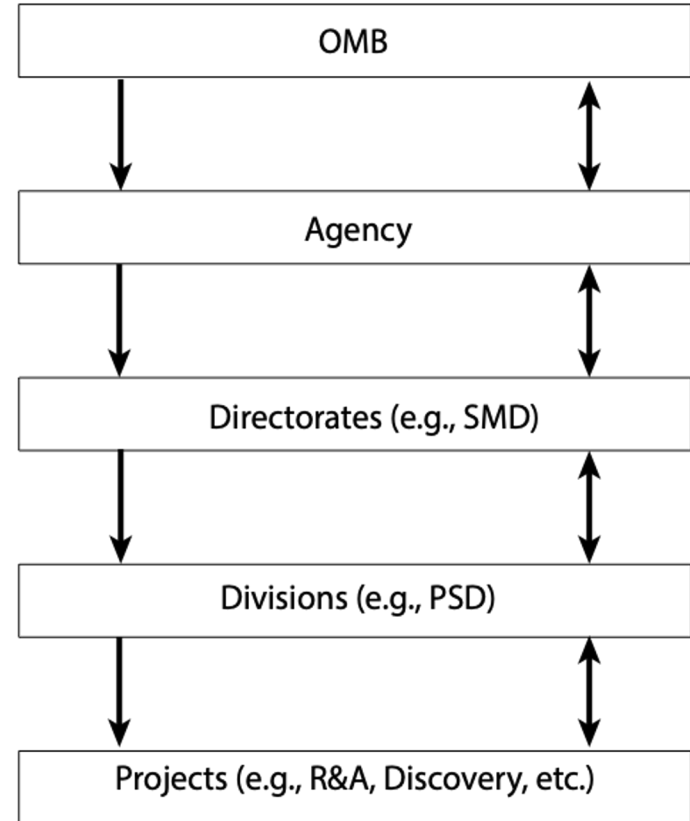 OMB
Agency
Directorates (e.g., SMD)
Divisions (e.g., PSD)
Projects (e.g., R&A, Discovery, etc.)